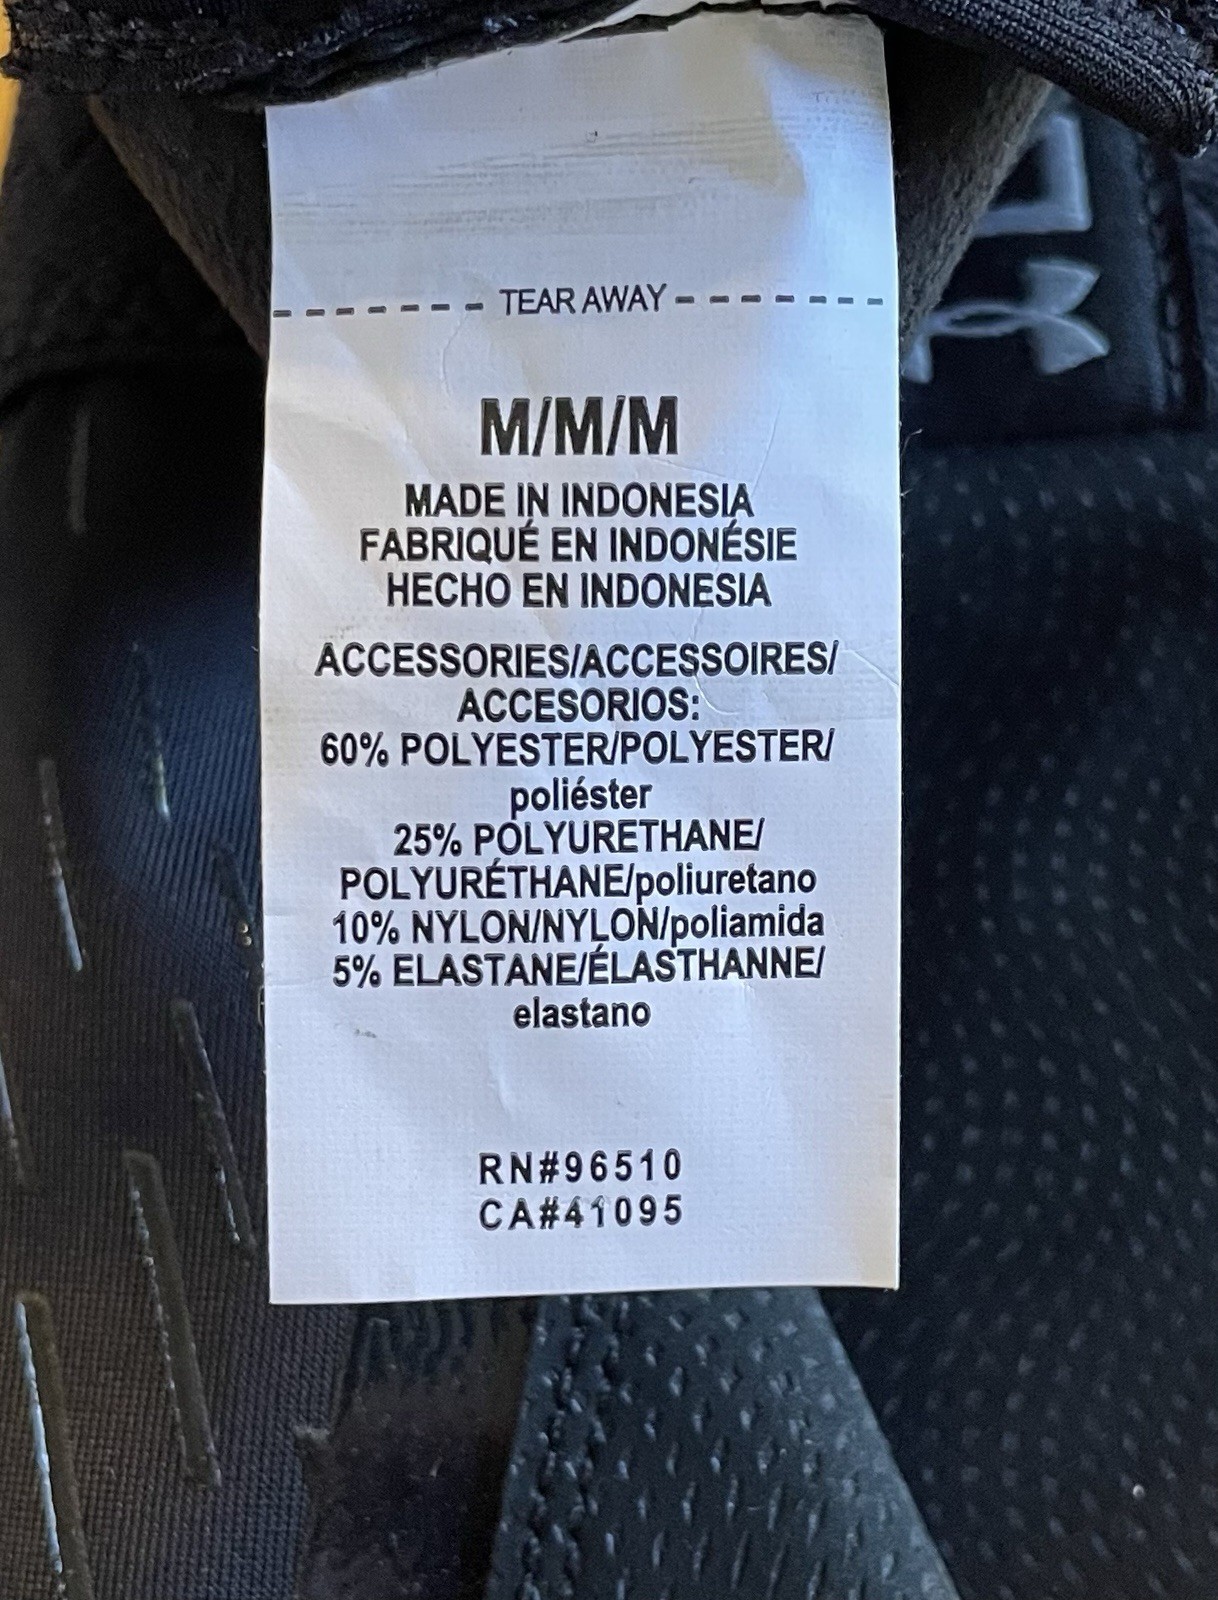 TEAR AWAY
M/M/M
MADE IN INDONESIA
FABRIQUÉ EN INDONÉSIE
HECHO EN INDONESIA
ACCESSORIES/ACCESSOIRES/
ACCESORIOS:
60% POLYESTER/POLYESTER/
poliéster
25% POLYURETHANE/
POLYURÉTHANE/poliuretano
10% NYLON/NYLON/poliamida
5% ELASTANE/ÉLASTHANNE/
elastano
RN#96510
CA#41095